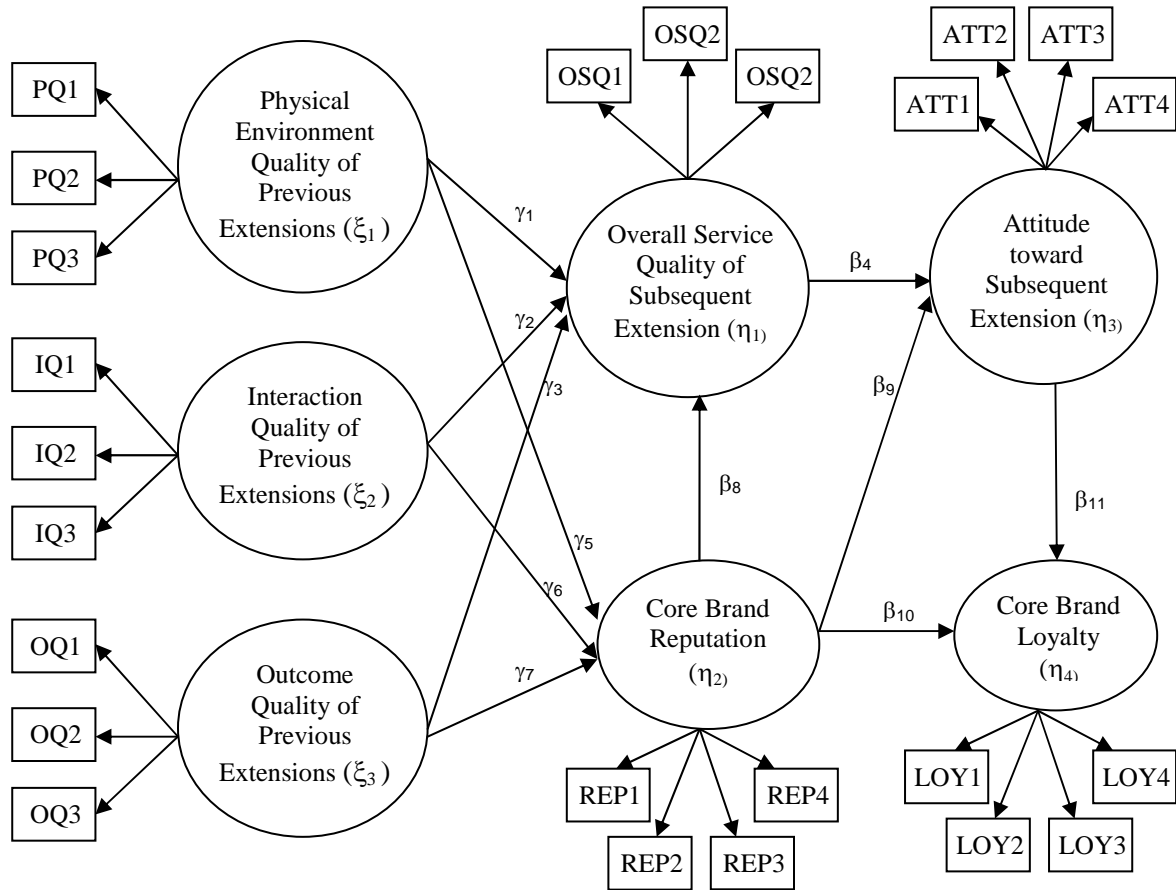 PQ1
PQ2
PQ3
Physical
Environment
Quality of
Previous
Extensions (ξ1)
IQ1
IQ2
IQ3
Interaction
Quality of
Previous
Extensions (ξ2)
OQ1
OQ2
OQ3
Outcome
Quality of
Previous
Extensions (ξ3)
γ1
γ2
γ3
γ5
γ6
γ7
OSQ1
OSQ2
OSQ2
Overall Service
Quality of
Subsequent
Extension (η1)
β8
Core Brand
Reputation
(η2)
REP1
REP2
REP3
REP4
β4
β9
β10
ATT1
ATT2
ATT3
ATT4
Attitude
toward
Subsequent
Extension (η3)
β11
Core Brand
Loyalty
(η4)
LOY1
LOY2
LOY3
LOY4